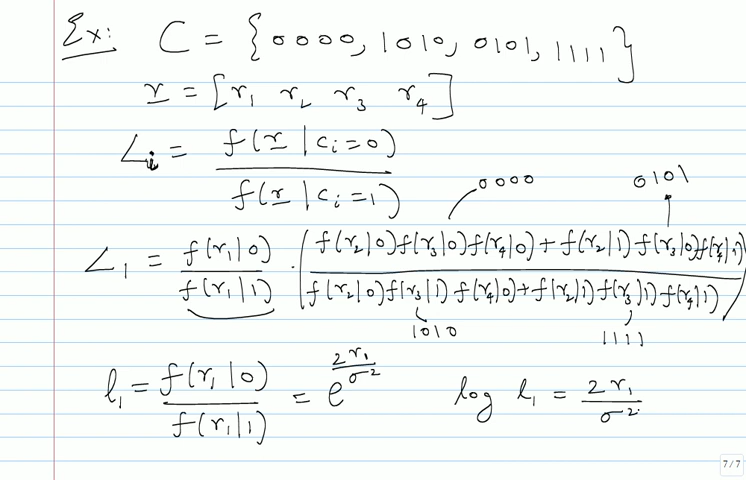 Ex: C = {0000, 1010, 0101, 1111}
r = [r₁ r₂ r₃ r₄]
Lᵢ = f(r | cᵢ=0) / f(r | cᵢ=1)
0000 0101
L₁ = f(r₁|0) / f(r₁|1) · ( f(r₂|0) f(r₃|0) f(r₄|0) + f(r₂|1) f(r₃|0) f(r₄|1) / f(r₂|0) f(r₃|1) f(r₄|0) + f(r₂|1) f(r₃|1) f(r₄|1) )
1010 1111
l₁ = f(r₁|0) / f(r₁|1) = e^(2r₁/σ²) log l₁ = 2r₁/σ²
7/7